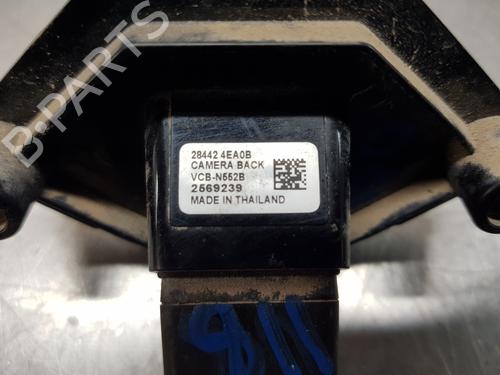 B-PARTS
28442 4EA0B
CAMERA BACK
VCB-N552B
2569239
MADE IN THAILAND